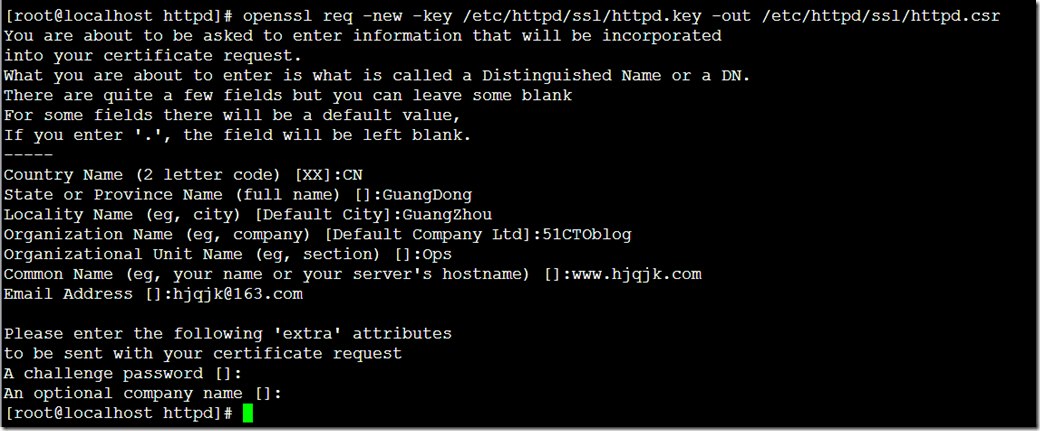 [root@localhost httpd]# openssl req -new -key /etc/httpd/ssl/httpd.key -out /etc/httpd/ssl/httpd.csr
You are about to be asked to enter information that will be incorporated
into your certificate request.
What you are about to enter is what is called a Distinguished Name or a DN.
There are quite a few fields but you can leave some blank
For some fields there will be a default value,
If you enter '.', the field will be left blank.
-----
Country Name (2 letter code) [XX]:CN
State or Province Name (full name) []:GuangDong
Locality Name (eg, city) [Default City]:GuangZhou
Organization Name (eg, company) [Default Company Ltd]:51CTOblog
Organizational Unit Name (eg, section) []:Ops
Common Name (eg, your name or your server's hostname) []:www.hjqjk.com
Email Address []:hjqjk@163.com

Please enter the following 'extra' attributes
to be sent with your certificate request
A challenge password []:
An optional company name []:
[root@localhost httpd]#